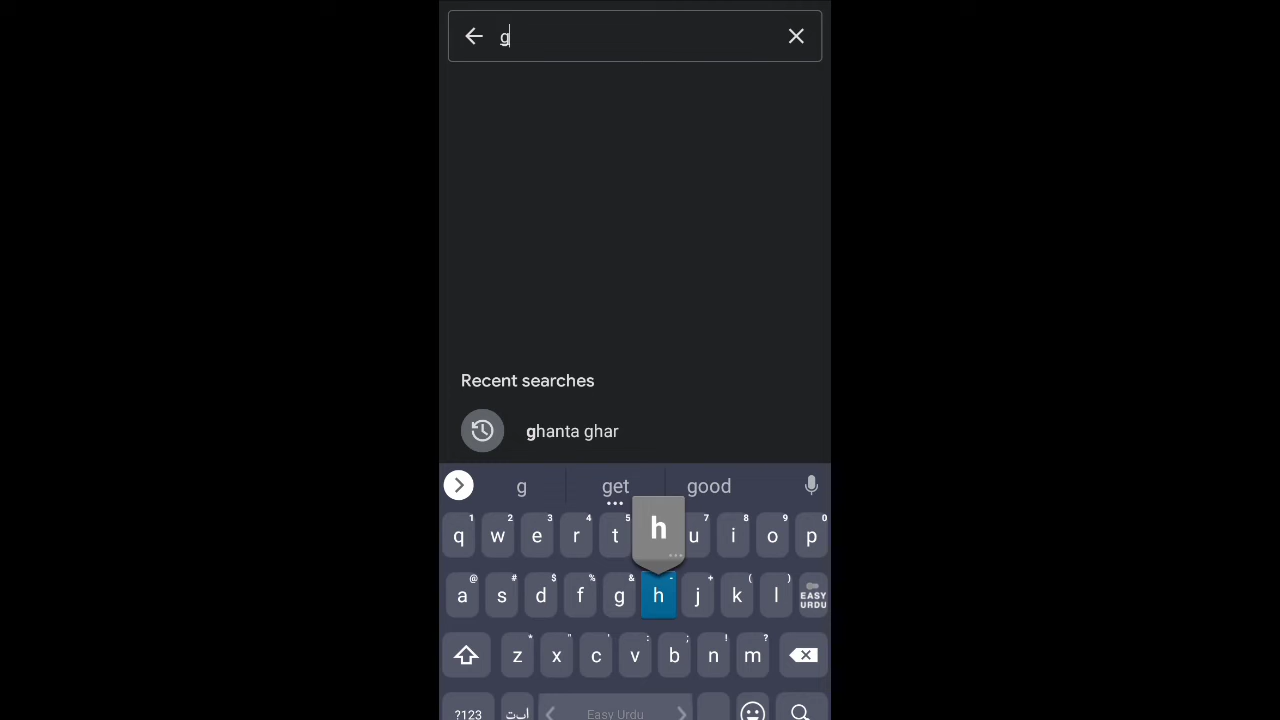 g
Recent searches
ghanta ghar
g get good
1 2 3 4 5 7 8 9 0
q w e r t h u i o p
@ # $ % & - + ( )
a s d f g h j k l EASY URDU
* " ' : ; ! ?
z x c v b n m
?123 اب‌ت Easy Urdu